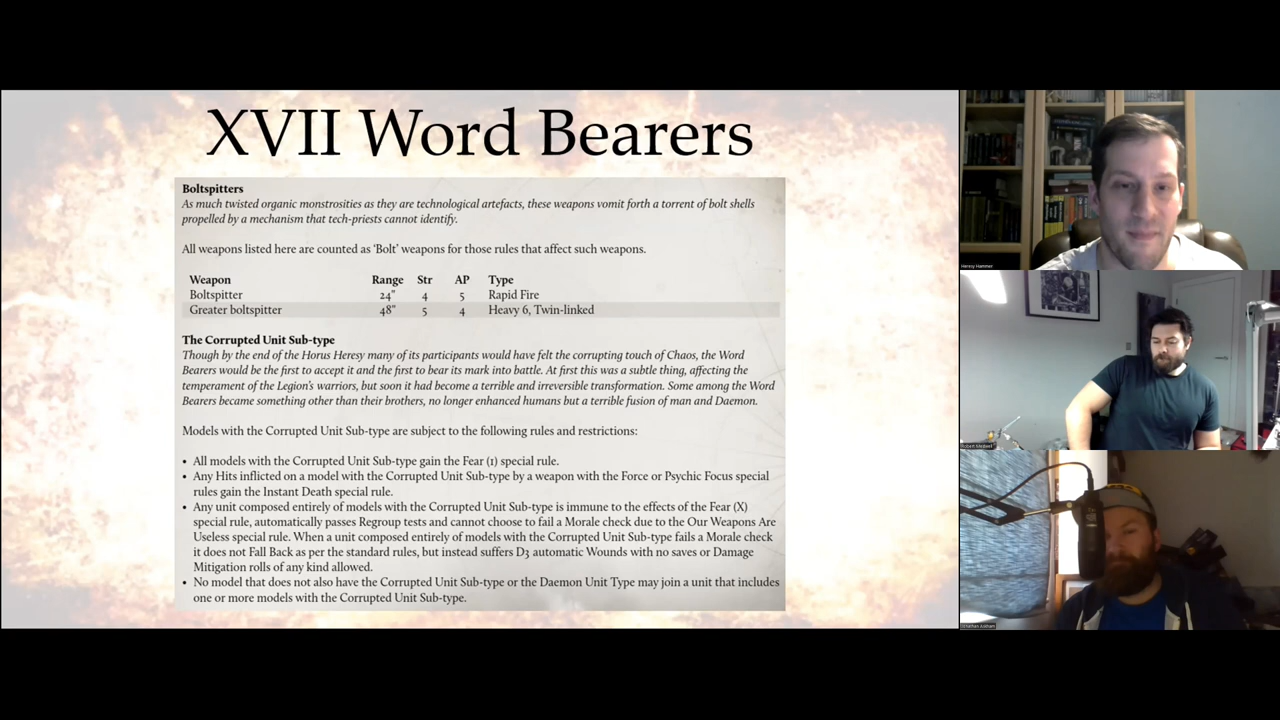 XVII Word Bearers
Boltspitters
As much twisted organic monstrosities as they are technological artefacts, these weapons vomit forth a torrent of bolt shells
propelled by a mechanism that tech-priests cannot identify.
All weapons listed here are counted as ‘Bolt’ weapons for those rules that affect such weapons.
Weapon Range Str AP Type
Boltspitter 24" 4 5 Rapid Fire
Greater boltspitter 48" 5 4 Heavy 6, Twin-linked
The Corrupted Unit Sub-type
Though by the end of the Horus Heresy many of its participants would have felt the corrupting touch of Chaos, the Word
Bearers would be the first to accept it and the first to bear its mark into battle. At first this was a subtle thing, affecting the
temperament of the Legion's warriors, but soon it had become a terrible and irreversible transformation. Some among the Word
Bearers became something other than their brothers, no longer enhanced humans but a terrible fusion of man and Daemon.
Models with the Corrupted Unit Sub-type are subject to the following rules and restrictions:
• All models with the Corrupted Unit Sub-type gain the Fear (1) special rule.
• Any Hits inflicted on a model with the Corrupted Unit Sub-type by a weapon with the Force or Psychic Focus special
rules gain the Instant Death special rule.
• Any unit composed entirely of models with the Corrupted Unit Sub-type is immune to the effects of the Fear (X)
special rule, automatically passes Regroup tests and cannot choose to fail a Morale check due to the Our Weapons Are
Useless special rule. When a unit composed entirely of models with the Corrupted Unit Sub-type fails a Morale check
it does not Fall Back as per the standard rules, but instead suffers D3 automatic Wounds with no saves or Damage
Mitigation rolls of any kind allowed.
• No model that does not also have the Corrupted Unit Sub-type or the Daemon Unit Type may join a unit that includes
one or more models with the Corrupted Unit Sub-type.
Heresy Hammer
Robert